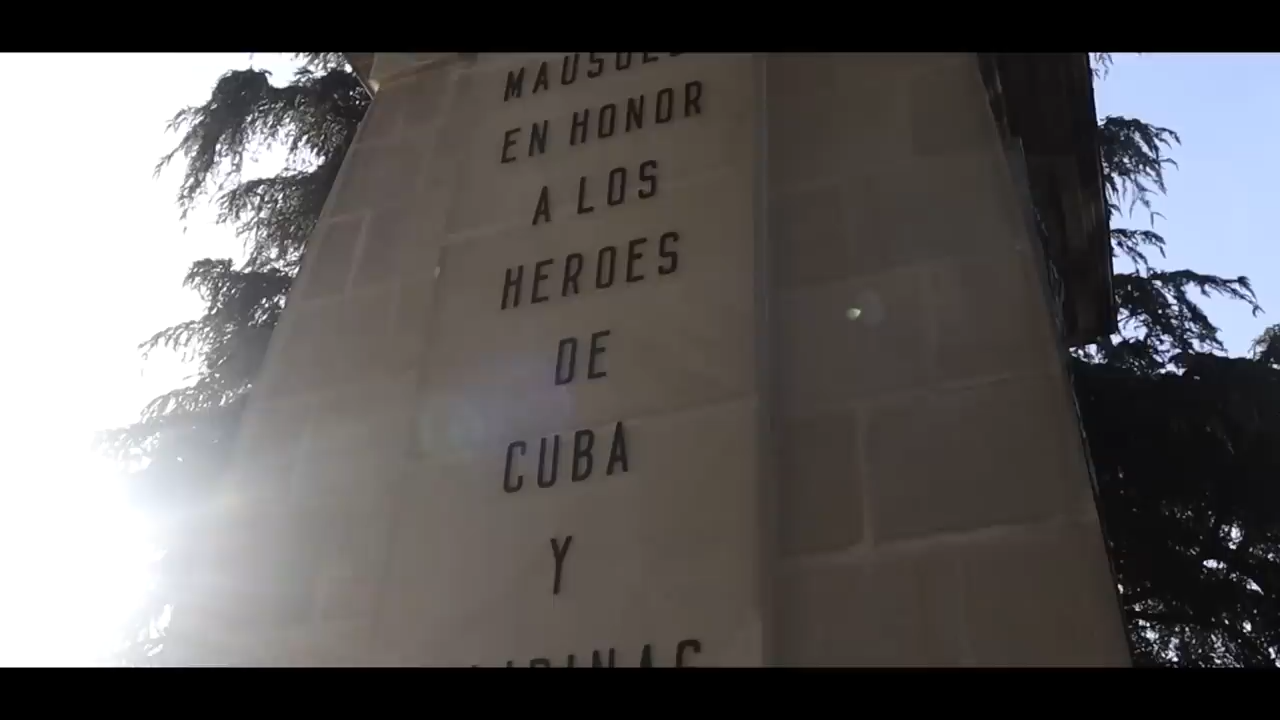 EN HONOR
A LOS
HEROES
DE
CUBA
Y